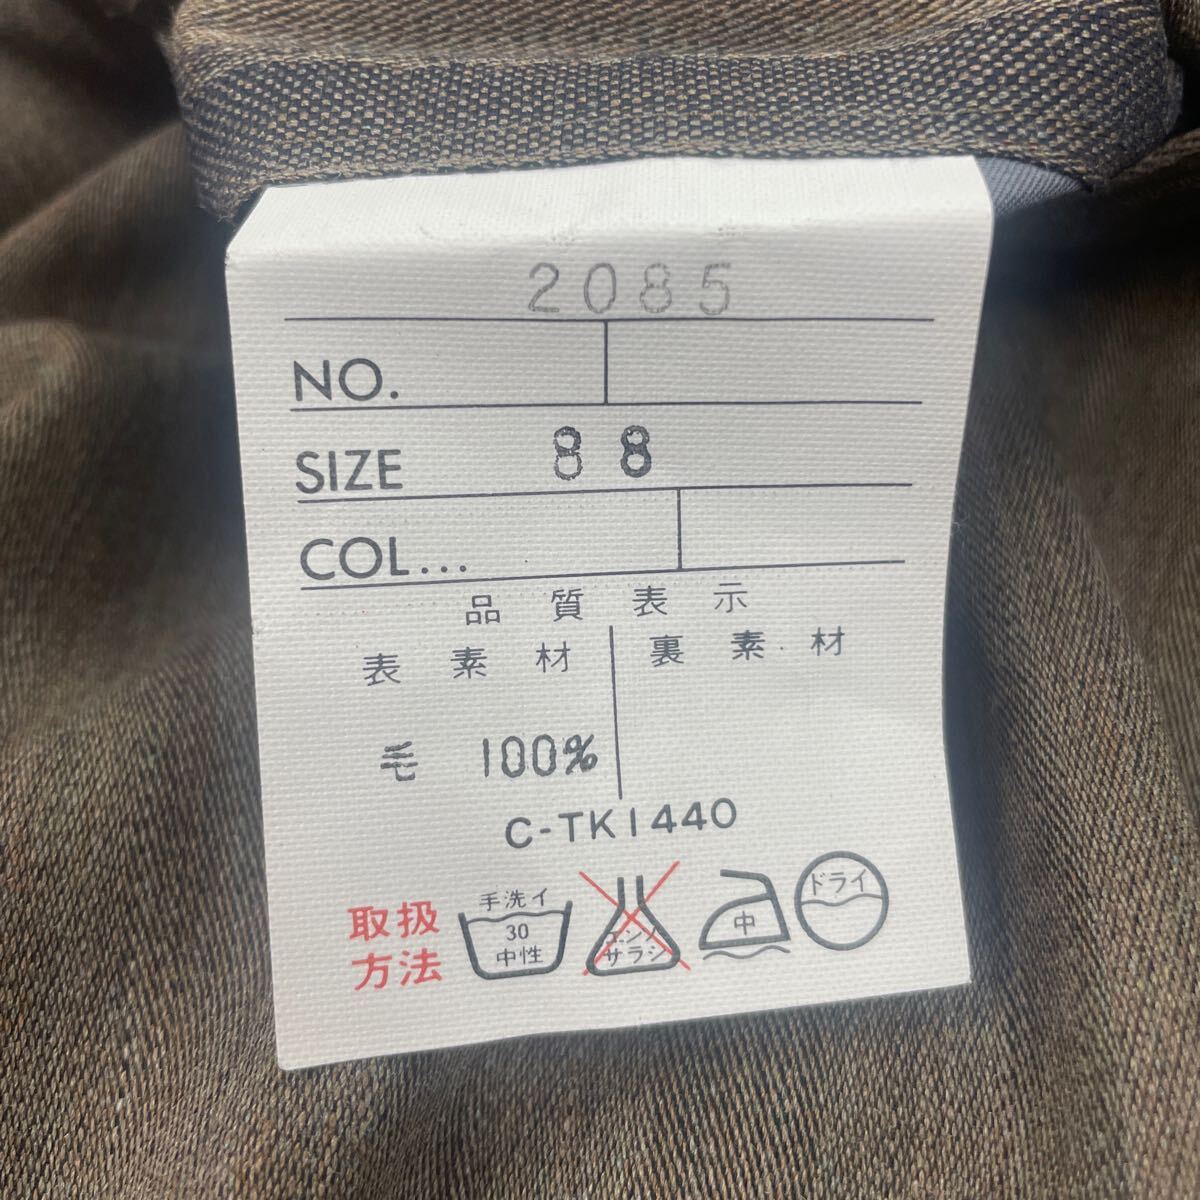 2085
NO.
SIZE 88
COL...
品質表示
表素材 裏素材
毛 100%
C-TK1440
取扱
方法
手洗イ
30
中性
エンソ
サラシ
中
ドライ